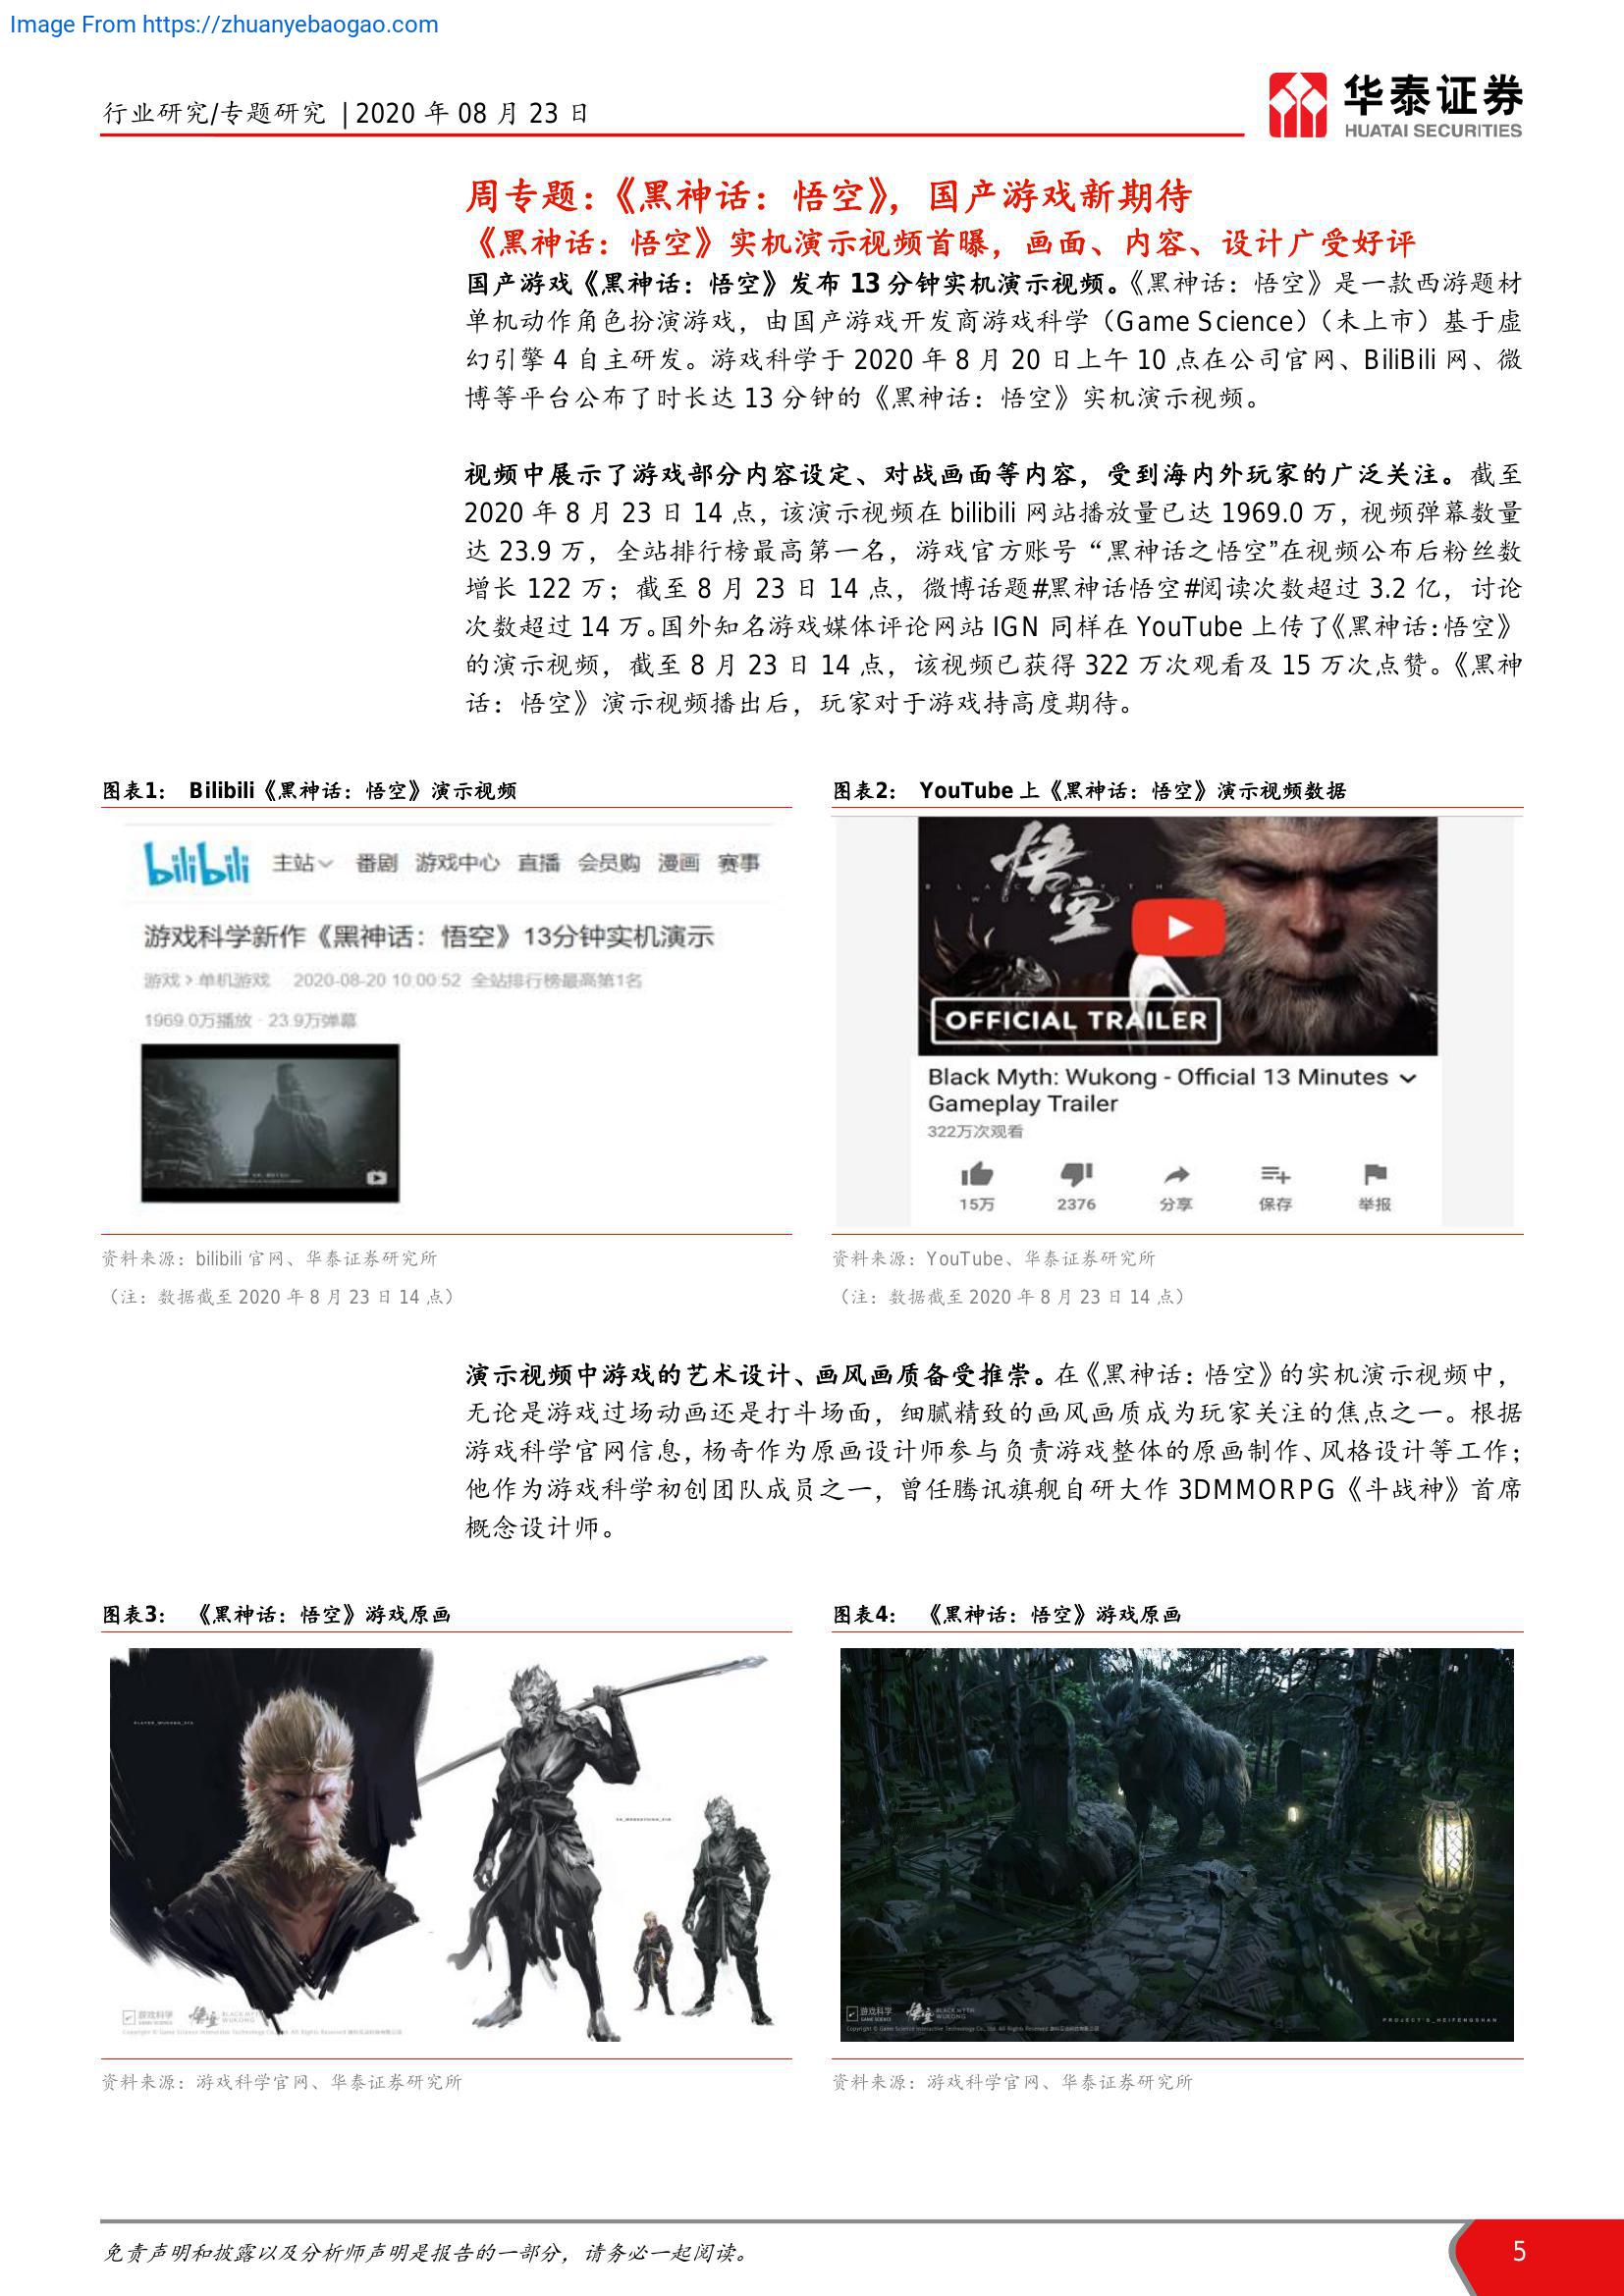 Image From https://zhuanyebaogao.com
行业研究/专题研究 | 2020 年 08 月 23 日
华泰证券
HUATAI SECURITIES
周专题：《黑神话：悟空》，国产游戏新期待
《黑神话：悟空》实机演示视频首曝，画面、内容、设计广受好评
国产游戏《黑神话：悟空》发布 13 分钟实机演示视频。《黑神话：悟空》是一款西游题材
单机动作角色扮演游戏，由国产游戏开发商游戏科学（Game Science）（未上市）基于虚
幻引擎 4 自主研发。游戏科学于 2020 年 8 月 20 日上午 10 点在公司官网、BiliBili 网、微
博等平台公布了时长达 13 分钟的《黑神话：悟空》实机演示视频。
视频中展示了游戏部分内容设定、对战画面等内容，受到海内外玩家的广泛关注。截至
2020 年 8 月 23 日 14 点，该演示视频在 bilibili 网站播放量已达 1969.0 万，视频弹幕数量
达 23.9 万，全站排行榜最高第一名，游戏官方账号“黑神话之悟空”在视频公布后粉丝数
增长 122 万；截至 8 月 23 日 14 点，微博话题#黑神话悟空#阅读次数超过 3.2 亿，讨论
次数超过 14 万。国外知名游戏媒体评论网站 IGN 同样在 YouTube 上传了《黑神话：悟空》
的演示视频，截至 8 月 23 日 14 点，该视频已获得 322 万次观看及 15 万次点赞。《黑神
话：悟空》演示视频播出后，玩家对于游戏持高度期待。
图表1： Bilibili《黑神话：悟空》演示视频
bilibili 主站 番剧 游戏中心 直播 会员购 漫画 赛事
游戏科学新作《黑神话：悟空》13分钟实机演示
游戏 > 单机游戏 2020-08-20 10:00:52 全站排行榜最高第1名
1969.0万播放 · 23.9万弹幕
资料来源：bilibili 官网、华泰证券研究所
（注：数据截至 2020 年 8 月 23 日 14 点）
图表2： YouTube 上《黑神话：悟空》演示视频数据
悟空
BLACK MYTH
WUKONG
OFFICIAL TRAILER
Black Myth: Wukong - Official 13 Minutes
Gameplay Trailer
322万次观看
15万 2376 分享 保存 举报
资料来源：YouTube、华泰证券研究所
（注：数据截至 2020 年 8 月 23 日 14 点）
演示视频中游戏的艺术设计、画风画质备受推崇。在《黑神话：悟空》的实机演示视频中，
无论是游戏过场动画还是打斗场面，细腻精致的画风画质成为玩家关注的焦点之一。根据
游戏科学官网信息，杨奇作为原画设计师参与负责游戏整体的原画制作、风格设计等工作；
他作为游戏科学初创团队成员之一，曾任腾讯旗舰自研大作 3DMMORPG《斗战神》首席
概念设计师。
图表3： 《黑神话：悟空》游戏原画
游戏科学
GAME SCIENCE
悟空
BLACK MYTH
WUKONG
资料来源：游戏科学官网、华泰证券研究所
图表4： 《黑神话：悟空》游戏原画
游戏科学
GAME SCIENCE
悟空
BLACK MYTH
WUKONG
PROJECT'S_HEIFENGSHAN
资料来源：游戏科学官网、华泰证券研究所
免责声明和披露以及分析师声明是报告的一部分，请务必一起阅读。
5